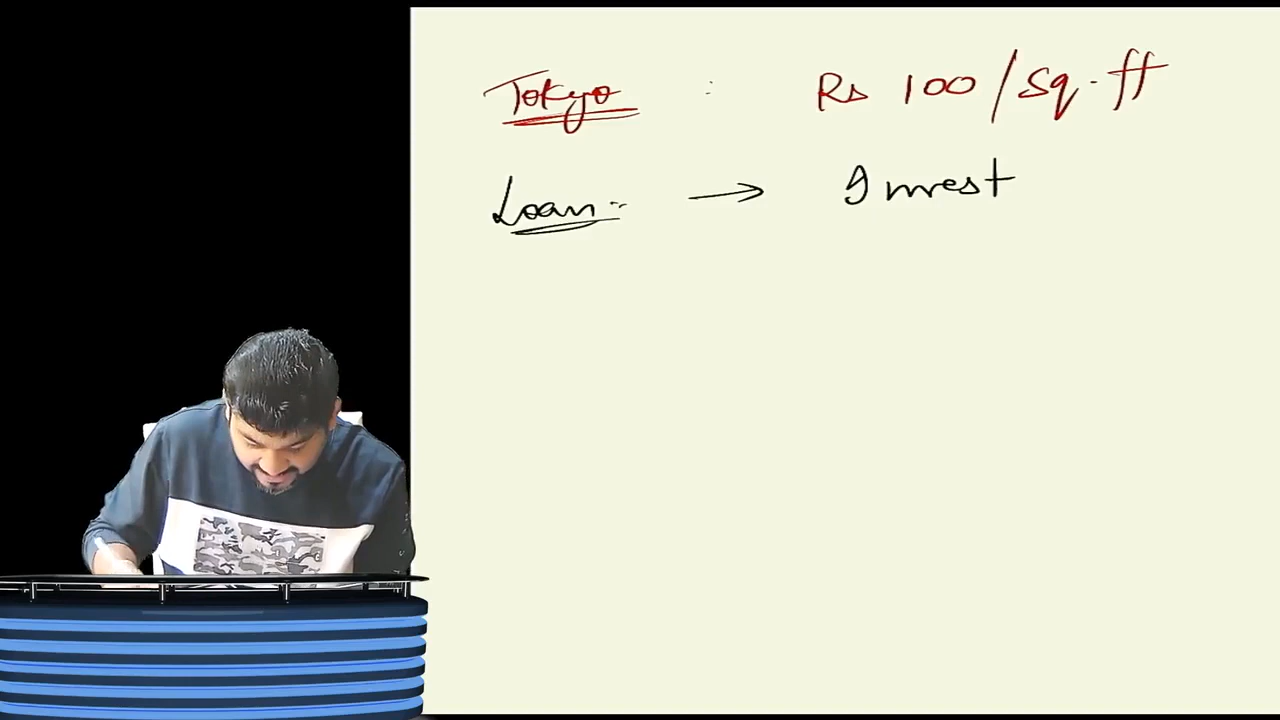 Tokyo : Rs 100/sq.ft
Loan :- → Invest